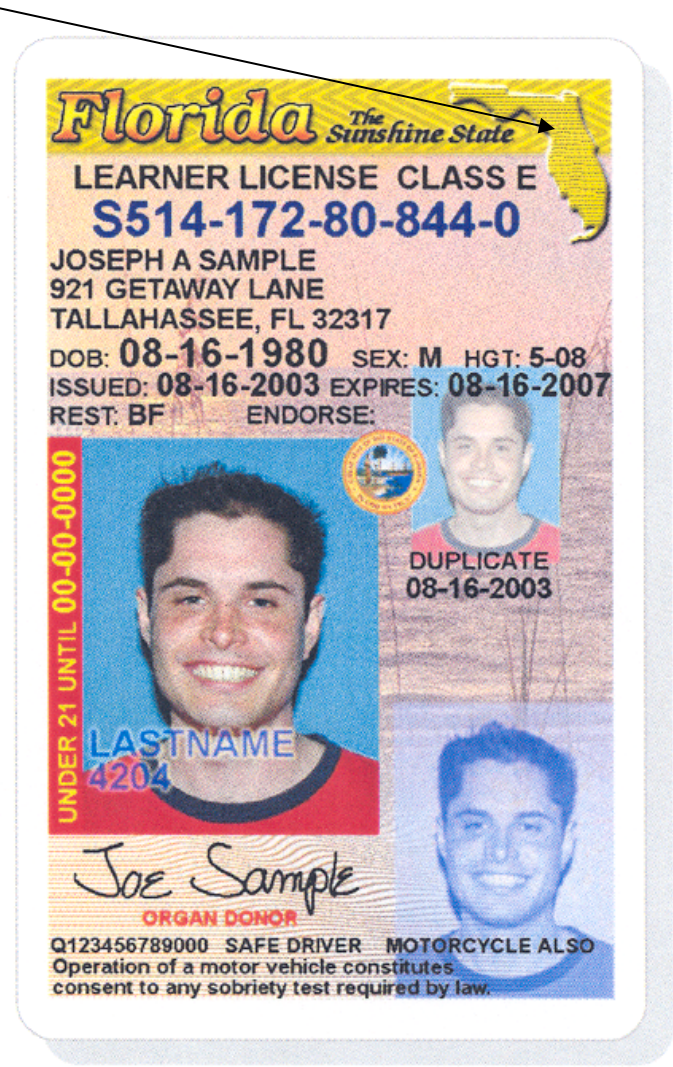 Florida The Sunshine State
LEARNER LICENSE CLASS E
S514-172-80-844-0
JOSEPH A SAMPLE
921 GETAWAY LANE
TALLAHASSEE, FL 32317
DOB: 08-16-1980 SEX: M HGT: 5-08
ISSUED: 08-16-2003 EXPIRES: 08-16-2007
REST: BF ENDORSE:
UNDER 21 UNTIL 00-00-0000
DUPLICATE
08-16-2003
LASTNAME
4204
Joe Sample
ORGAN DONOR
Q123456789000 SAFE DRIVER MOTORCYCLE ALSO
Operation of a motor vehicle constitutes
consent to any sobriety test required by law.